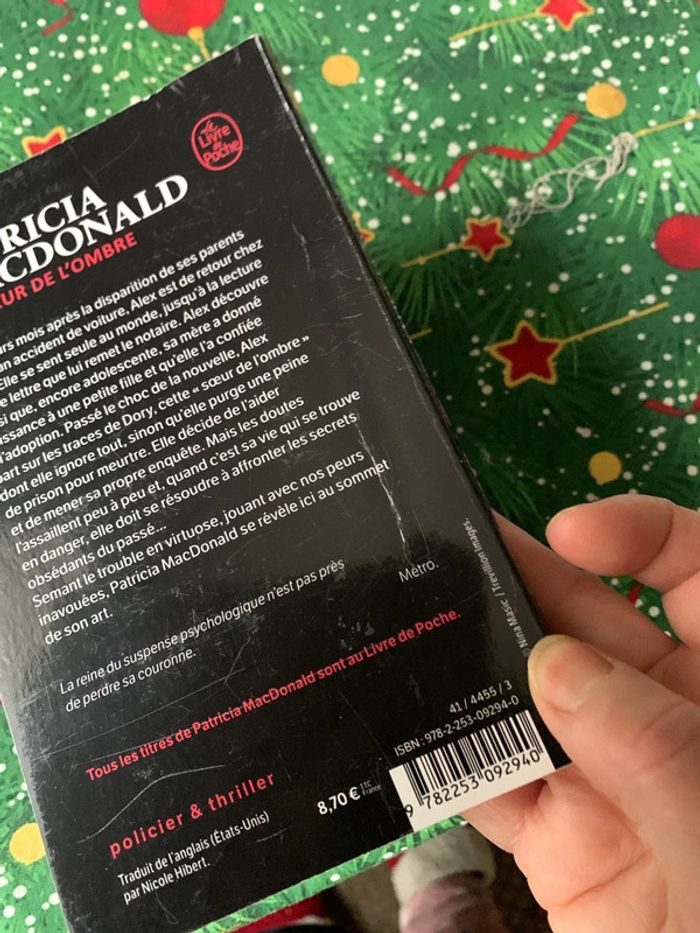 Le
Livre
de
Poche
RICIA
CDONALD
UR DE L'OMBRE
rs mois après la disparition de ses parents
an accident de voiture, Alex est de retour chez
Elle se sent seule au monde, jusqu'à la lecture
e lettre que lui remet le notaire. Alex découvre
si que, encore adolescente, sa mère a donné
issance à une petite fille et qu'elle l'a confiée
l'adoption. Passé le choc de la nouvelle, Alex
part sur les traces de Dory, cette « sœur de l'ombre »
dont elle ignore tout, sinon qu'elle purge une peine
de prison pour meurtre. Elle décide de l'aider
et de mener sa propre enquête. Mais les doutes
l'assaillent peu à peu et, quand c'est sa vie qui se trouve
en danger, elle doit se résoudre à affronter les secrets
obsédants du passé...
Semant le trouble en virtuose, jouant avec nos peurs
inavouées, Patricia MacDonald se révèle ici au sommet
de son art.
Métro.
La reine du suspense psychologique n'est pas près
de perdre sa couronne.
Tous les titres de Patricia MacDonald sont au Livre de Poche.
policier & thriller
Traduit de l'anglais (États-Unis)
par Nicole Hibert.
8,70 € TTC
France
41 / 4455 / 3
ISBN : 978-2-253-09294-0
9 782253 092940
© Nina Masic / Trevillion Images.